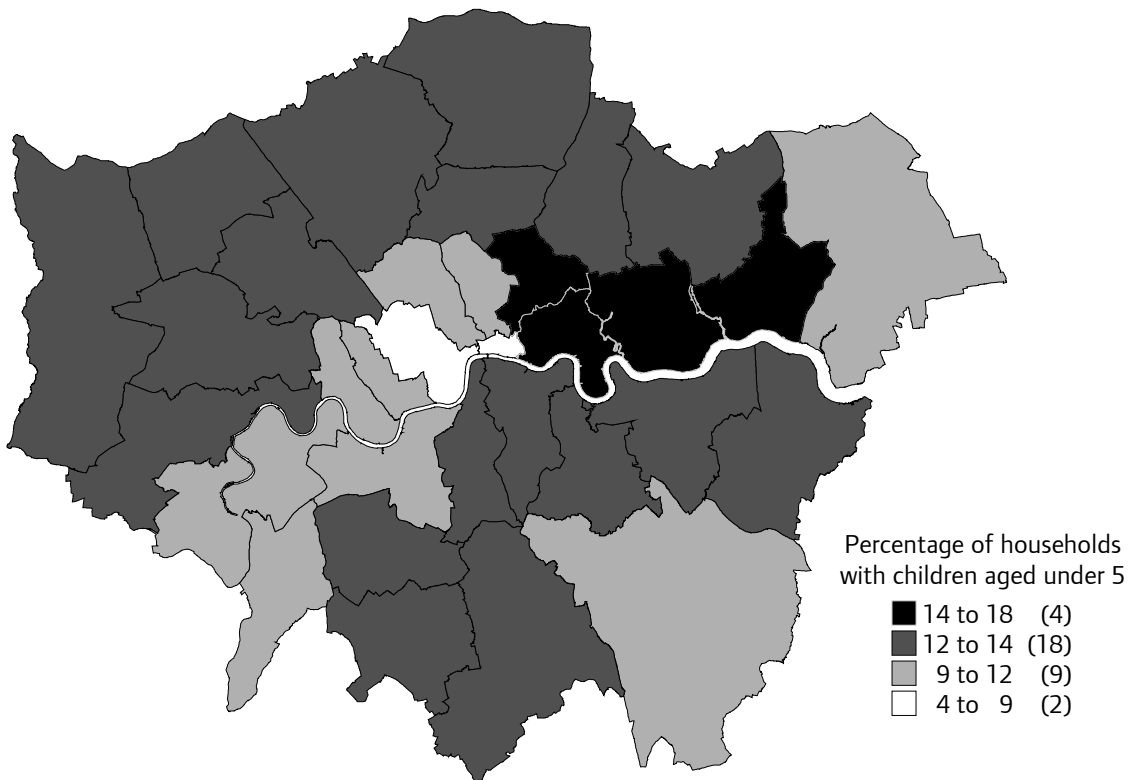 Percentage of households
with children aged under 5
14 to 18 (4)
12 to 14 (18)
9 to 12 (9)
4 to 9 (2)